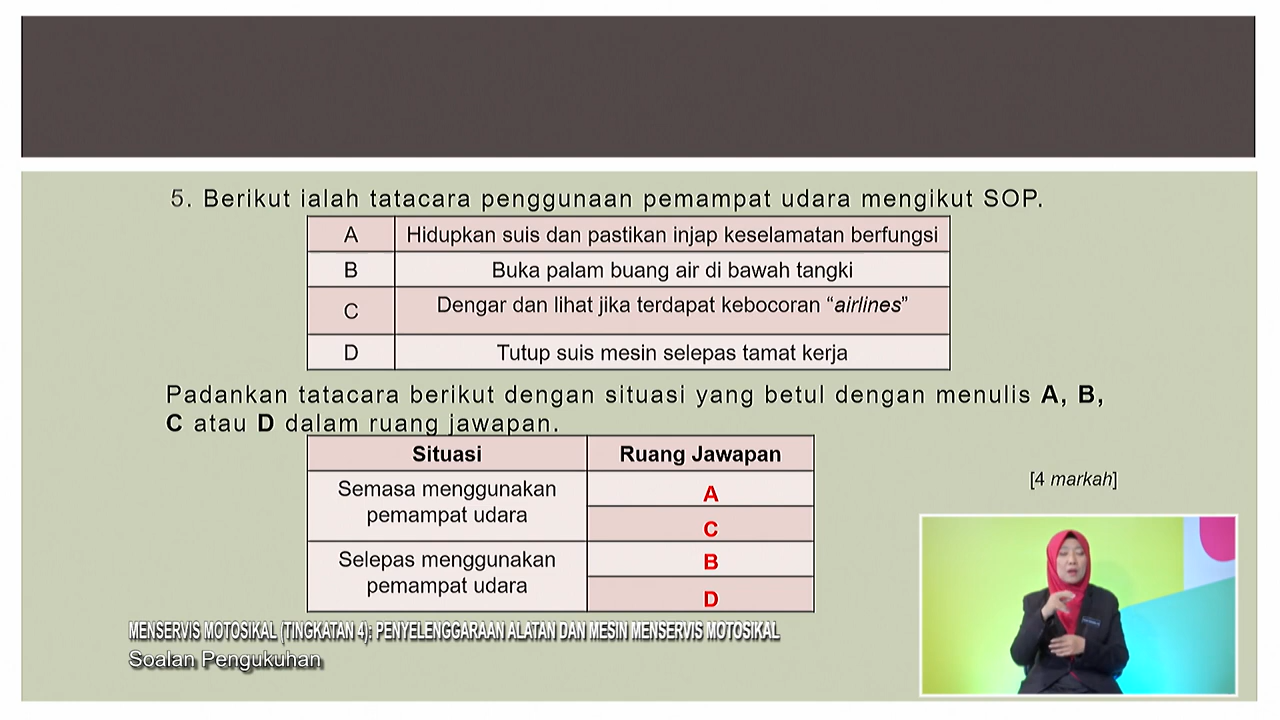 5. Berikut ialah tatacara penggunaan pemampat udara mengikut SOP.
A Hidupkan suis dan pastikan injap keselamatan berfungsi
B Buka palam buang air di bawah tangki
C Dengar dan lihat jika terdapat kebocoran “airlines”
D Tutup suis mesin selepas tamat kerja
Padankan tatacara berikut dengan situasi yang betul dengan menulis A, B,
C atau D dalam ruang jawapan.
Situasi Ruang Jawapan
[4 markah]
Semasa menggunakan
pemampat udara
A
C
Selepas menggunakan
pemampat udara
B
D
MENSERVIS MOTOSIKAL (TINGKATAN 4): PENYELENGGARAAN ALATAN DAN MESIN MENSERVIS MOTOSIKAL
Soalan Pengukuhan